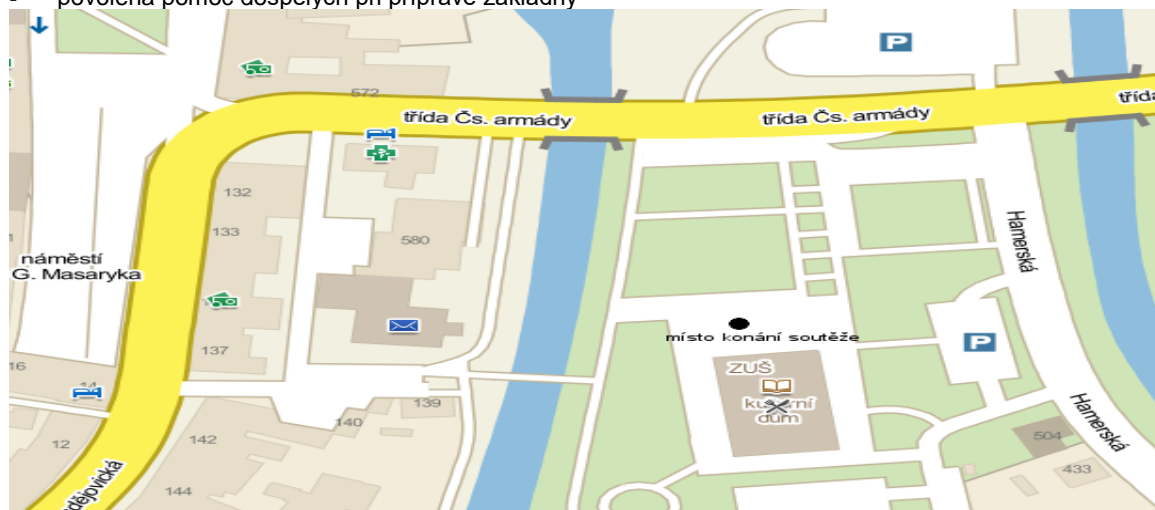 povolená pomoc dospělých při přípravě základny
P
572
třída Čs. armády
třída Čs. armády
třída
132
133
580
Hamerská
náměstí
G. Masaryka
místo konání soutěže
P
137
16
14
ZUŠ
kulturní
dům
139
140
142
12
Hamerská
504
433
144
dějovická